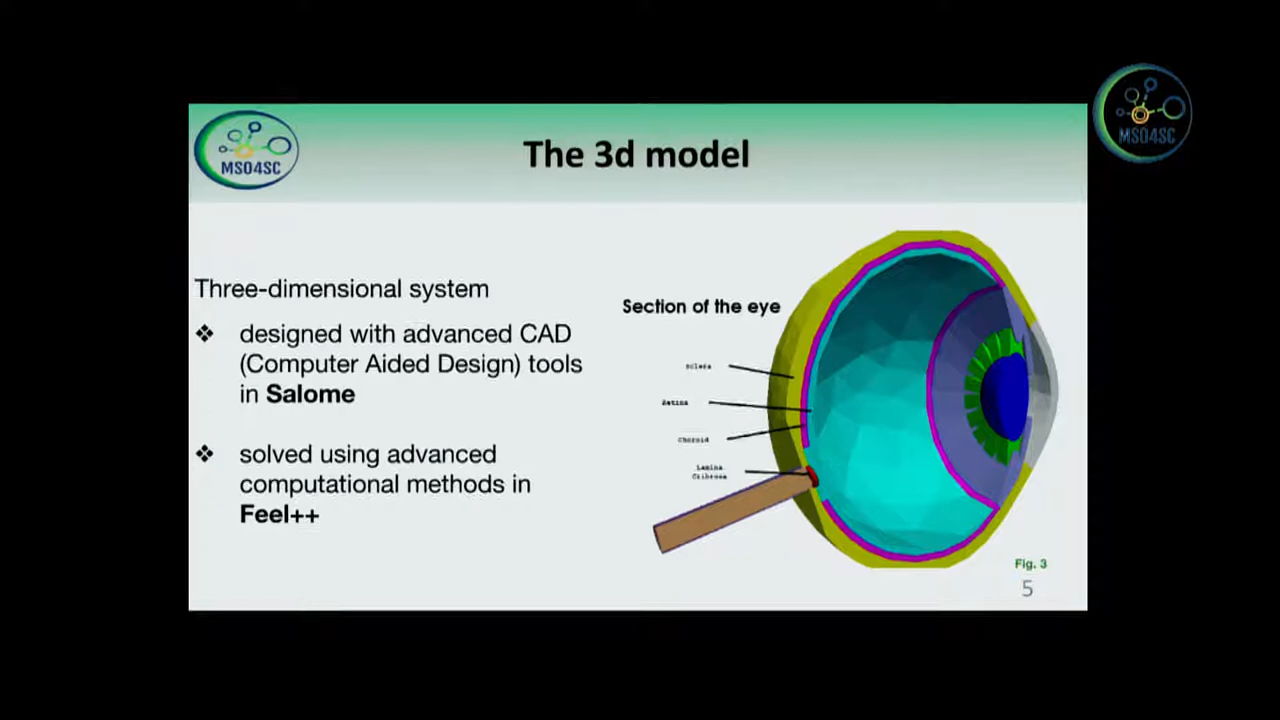 MSO4SC
The 3d model
MSO4SC
Three-dimensional system
❖ designed with advanced CAD
(Computer Aided Design) tools
in Salome
❖ solved using advanced
computational methods in
Feel++
Section of the eye
Sclera
Retina
Choroid
Lamina
Cribrosa
Fig. 3
5